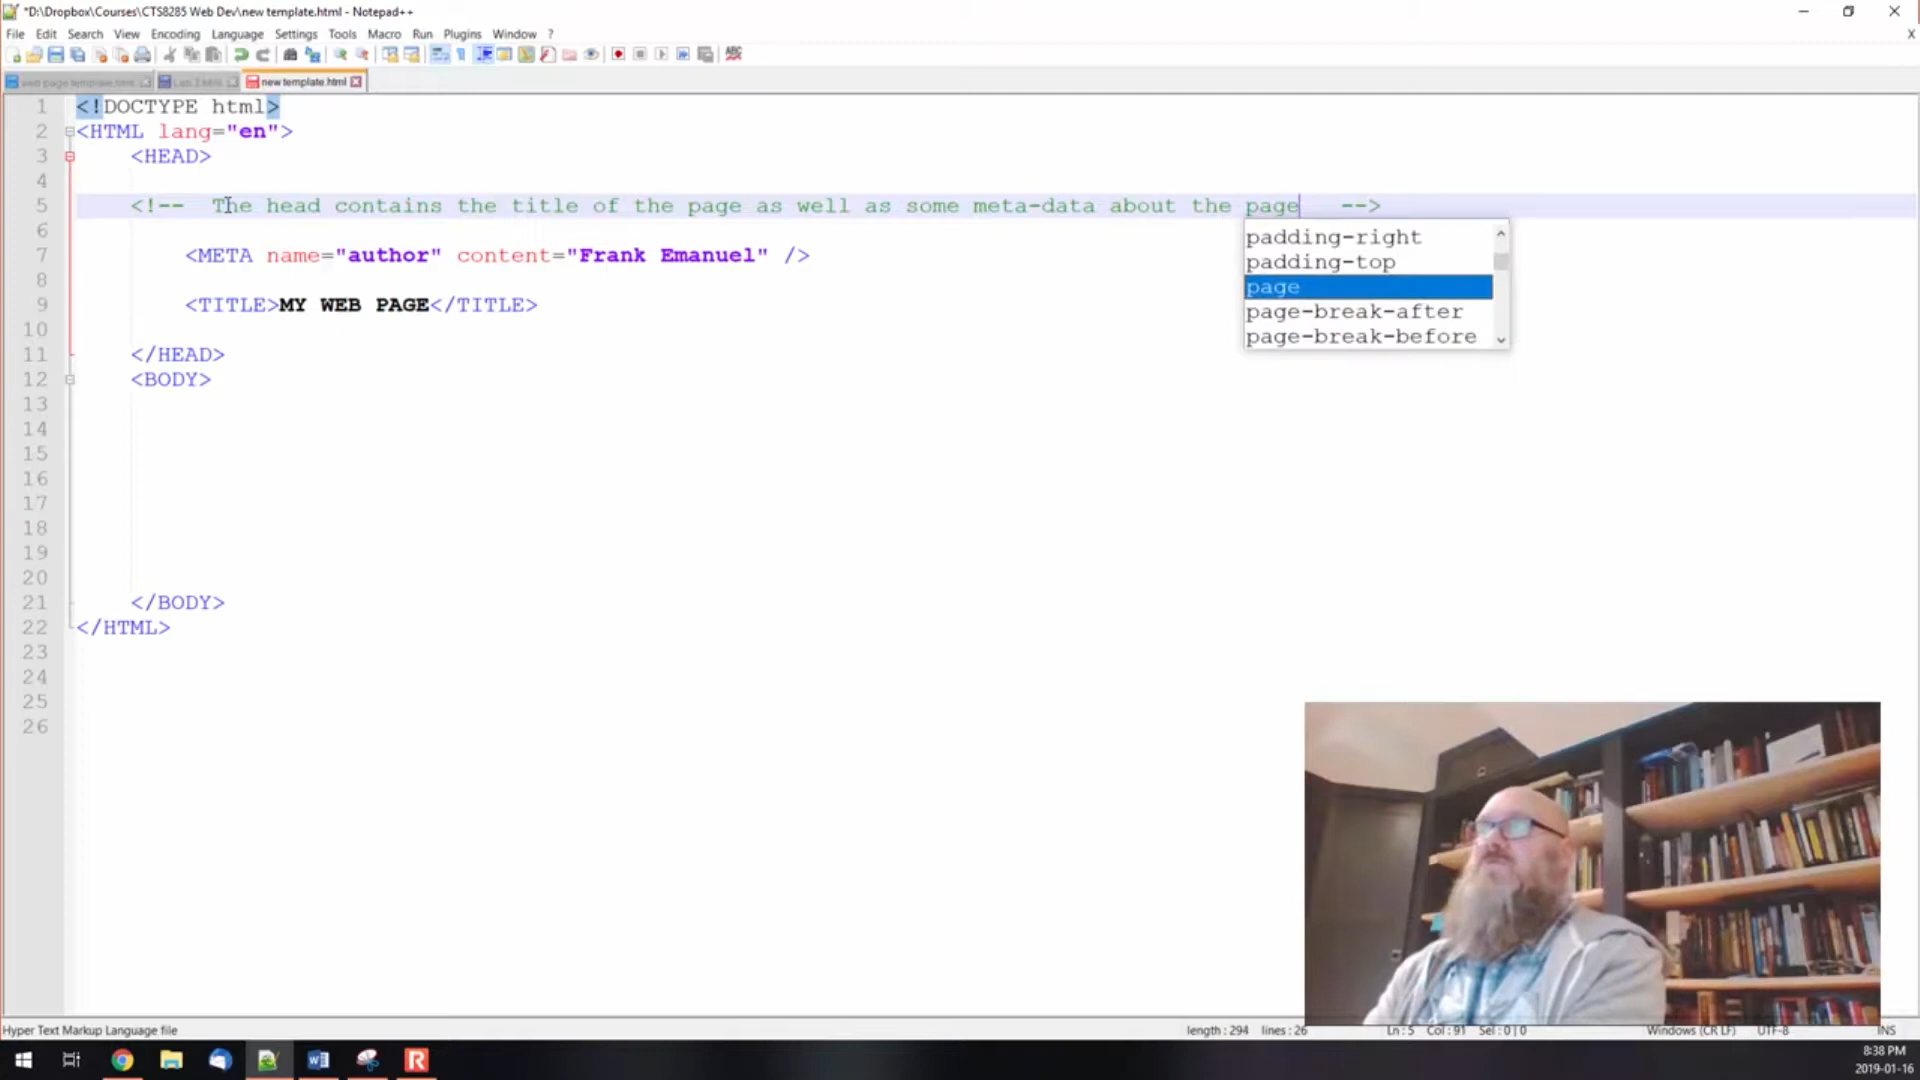 *D:\Dropbox\Courses\CTS8285 Web Dev\new template.html - Notepad++
File Edit Search View Encoding Language Settings Tools Macro Run Plugins Window ? X
web page template.html new template.html
1 <!DOCTYPE html>
2 <HTML lang="en">
3 <HEAD>
4
5 <!-- The head contains the title of the page as well as some meta-data about the page -->
6
padding-right
7 <META name="author" content="Frank Emanuel" />
padding-top
8
page
9 <TITLE>MY WEB PAGE</TITLE>
page-break-after
10
page-break-before
11 </HEAD>
12 <BODY>
13
14
15
16
17
18
19
20
21 </BODY>
22 </HTML>
23
24
25
26
Hyper Text Markup Language file length : 294 lines : 26 Ln : 5 Col : 91 Sel : 0 | 0 Windows (CR LF) UTF-8 INS
8:38 PM
2019-01-16